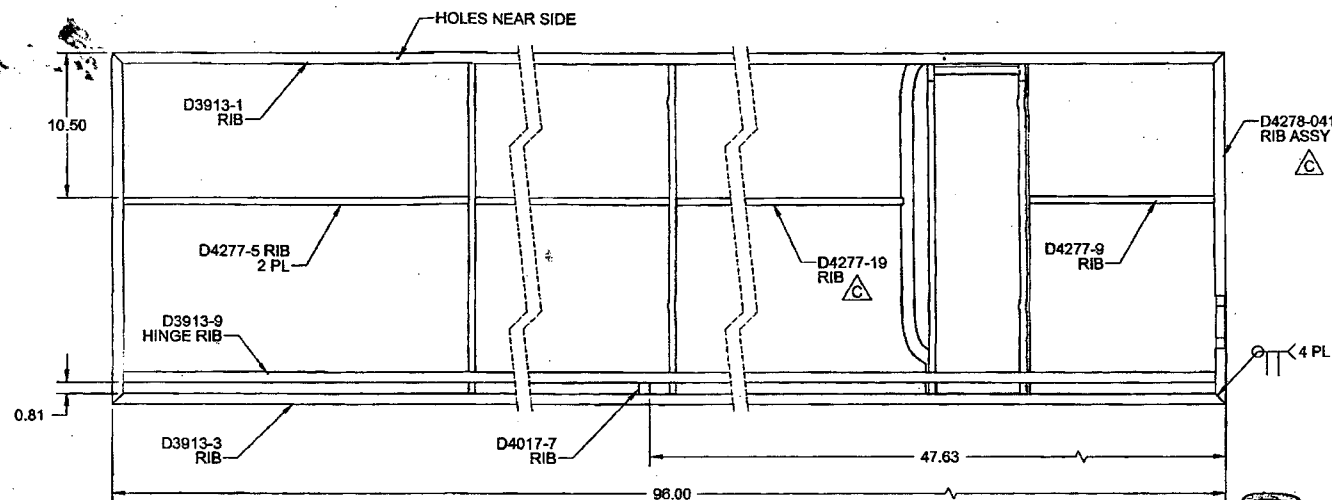 HOLES NEAR SIDE
D3913-1
RIB
10.50
D4278-041
RIB ASSY
C
D4277-5 RIB
2 PL
D4277-19
RIB
C
D4277-9
RIB
D3913-9
HINGE RIB
4 PL
0.81
D3913-3
RIB
D4017-7
RIB
47.63
96.00